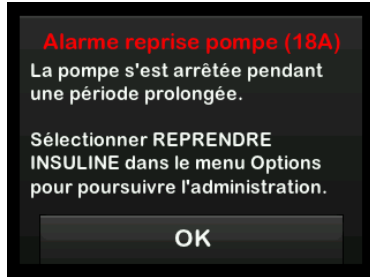 Alarme reprise pompe (18A)
La pompe s'est arrêtée pendant
une période prolongée.
Sélectionner REPRENDRE
INSULINE dans le menu Options
pour poursuivre l'administration.
OK